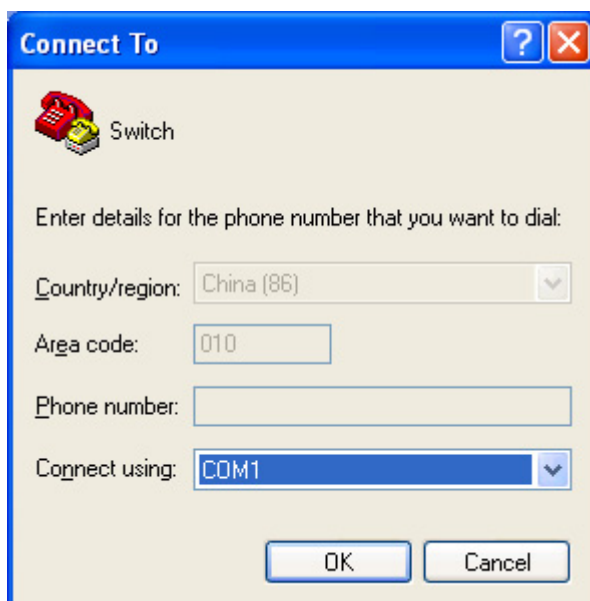 Connect To
Switch
Enter details for the phone number that you want to dial:
Country/region: China (86)
Area code: 010
Phone number:
Connect using: COM1
OK Cancel